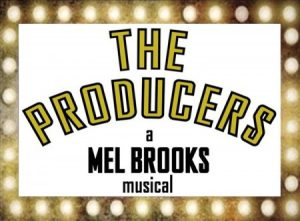 THE
PRODUCERS
a
MEL BROOKS
musical